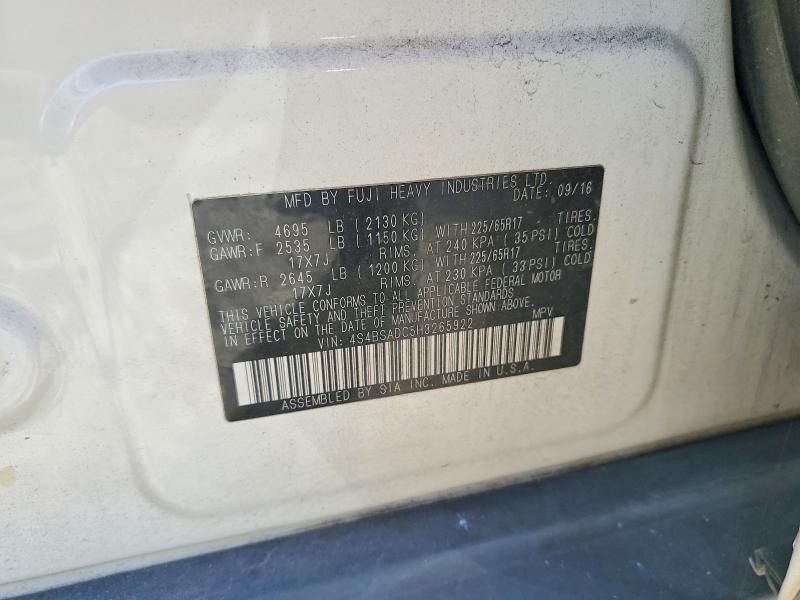 MFD BY FUJI HEAVY INDUSTRIES LTD.
DATE: 09/16
GVWR: 4695 LB (2130 KG)
GAWR:F 2535 LB (1150 KG) WITH 225/65R17 TIRES.
17X7J RIMS. AT 240 KPA (35 PSI) COLD
GAWR:R 2645 LB (1200 KG) WITH 225/65R17 TIRES.
17X7J RIMS. AT 230 KPA (33 PSI) COLD
THIS VEHICLE CONFORMS TO ALL APPLICABLE FEDERAL MOTOR
VEHICLE SAFETY AND THEFT PREVENTION STANDARDS
IN EFFECT ON THE DATE OF MANUFACTURE SHOWN ABOVE.
VIN: 4S4BSADC5H3265922 MPV
ASSEMBLED BY SIA INC. MADE IN U.S.A.